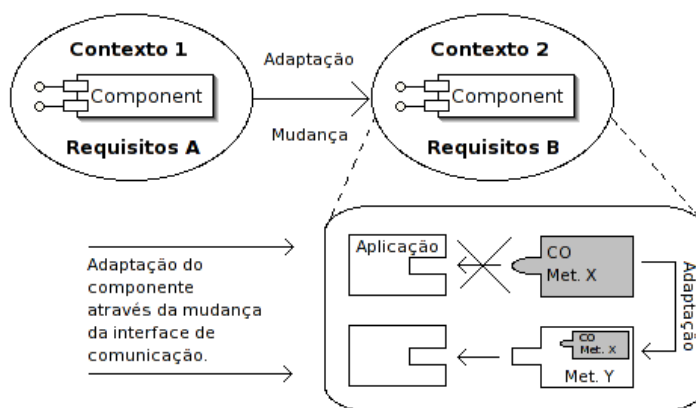 Contexto 1
Component
Requisitos A
Adaptação
Mudança
Contexto 2
Component
Requisitos B
Adaptação do
componente
através da mudança
da interface de
comunicação.
Aplicação
CO
Met. X
Adaptação
CO
Met. X
Met. Y